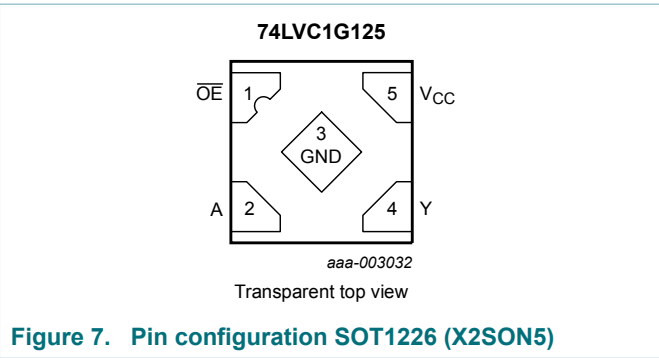 74LVC1G125
OE 1 5 VCC
3
GND
A 2 4 Y
aaa-003032
Transparent top view
Figure 7. Pin configuration SOT1226 (X2SON5)